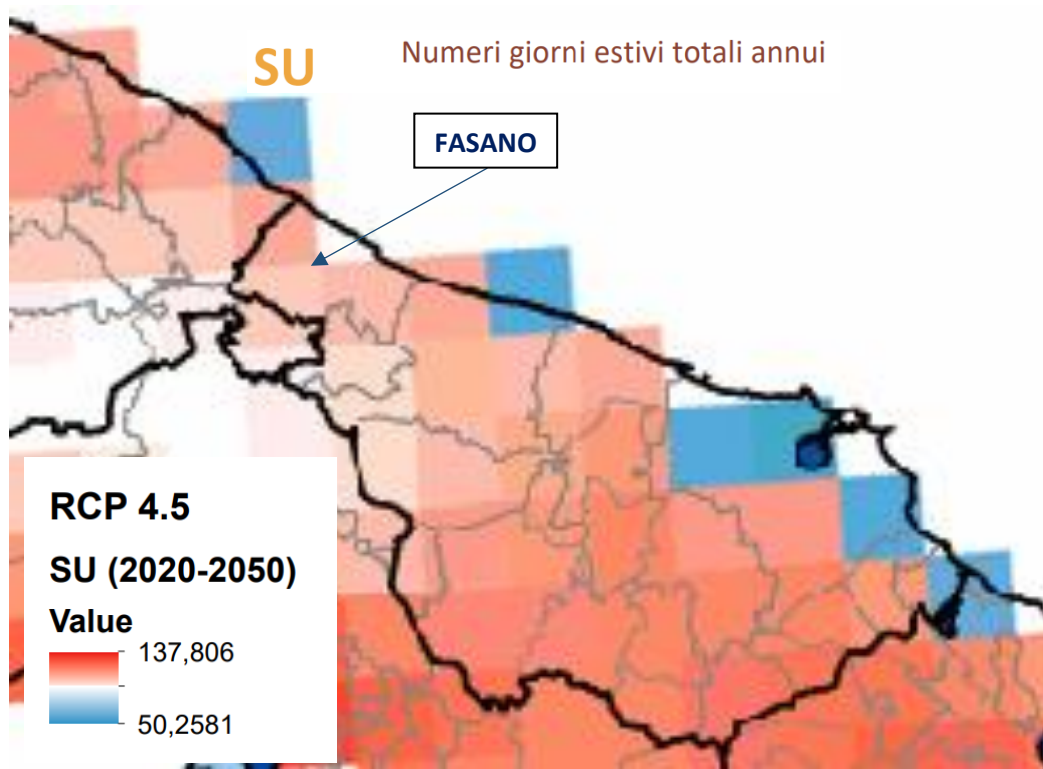 SU
Numeri giorni estivi totali annui
FASANO
RCP 4.5
SU (2020-2050)
Value
137,806
50,2581